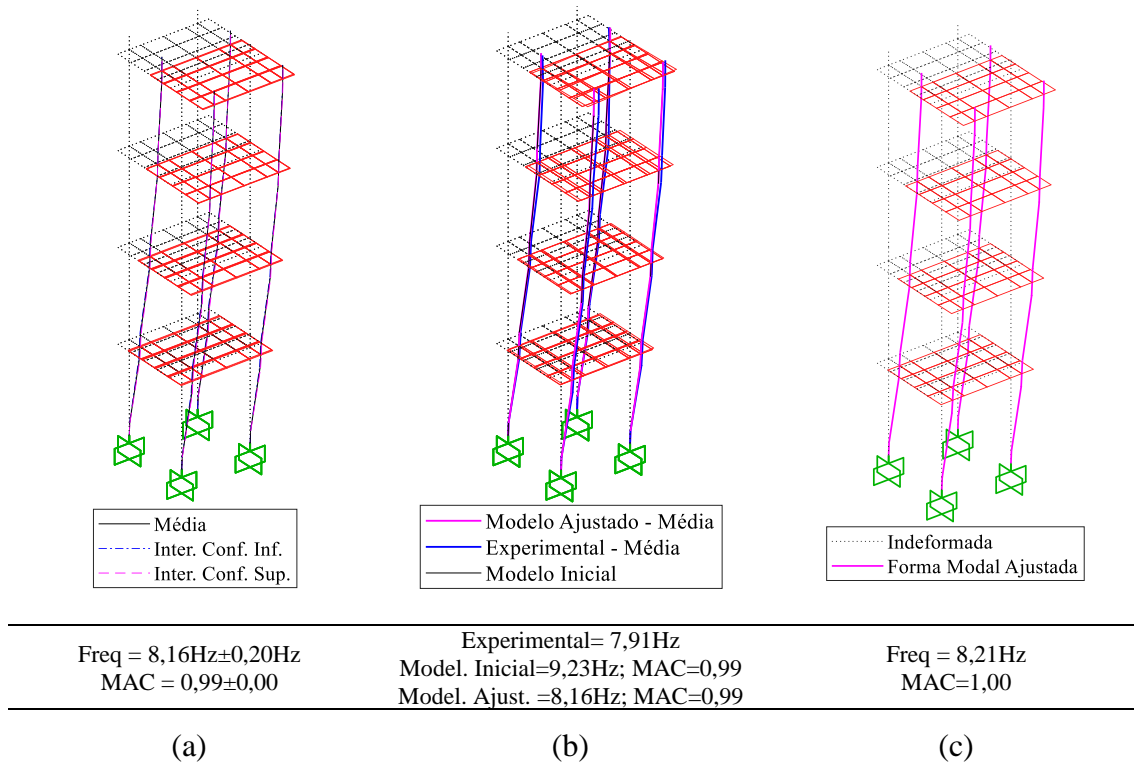 Média
Inter. Conf. Inf.
Inter. Conf. Sup.
Modelo Ajustado - Média
Experimental - Média
Modelo Inicial
Indeformada
Forma Modal Ajustada
Freq = 8,16Hz±0,20Hz
MAC = 0,99±0,00
Experimental= 7,91Hz
Model. Inicial=9,23Hz; MAC=0,99
Model. Ajust. =8,16Hz; MAC=0,99
Freq = 8,21Hz
MAC=1,00
(a)
(b)
(c)